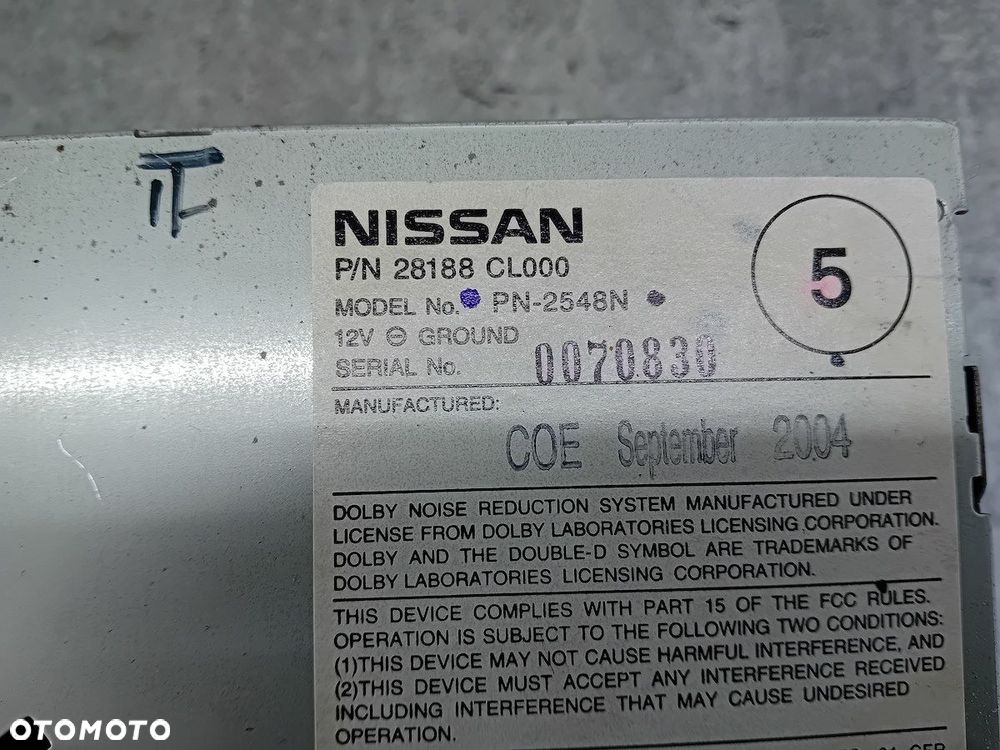 NISSAN
5
P/N 28188 CL000
MODEL No. PN-2548N
12V ⊖ GROUND
SERIAL No. 0070830
MANUFACTURED:
COE September 2004
DOLBY NOISE REDUCTION SYSTEM MANUFACTURED UNDER
LICENSE FROM DOLBY LABORATORIES LICENSING CORPORATION.
DOLBY AND THE DOUBLE-D SYMBOL ARE TRADEMARKS OF
DOLBY LABORATORIES LICENSING CORPORATION.
THIS DEVICE COMPLIES WITH PART 15 OF THE FCC RULES.
OPERATION IS SUBJECT TO THE FOLLOWING TWO CONDITIONS:
(1)THIS DEVICE MAY NOT CAUSE HARMFUL INTERFERENCE, AND
(2)THIS DEVICE MUST ACCEPT ANY INTERFERENCE RECEIVED
INCLUDING INTERFERENCE THAT MAY CAUSE UNDESIRED
OPERATION.
OTOMOTO